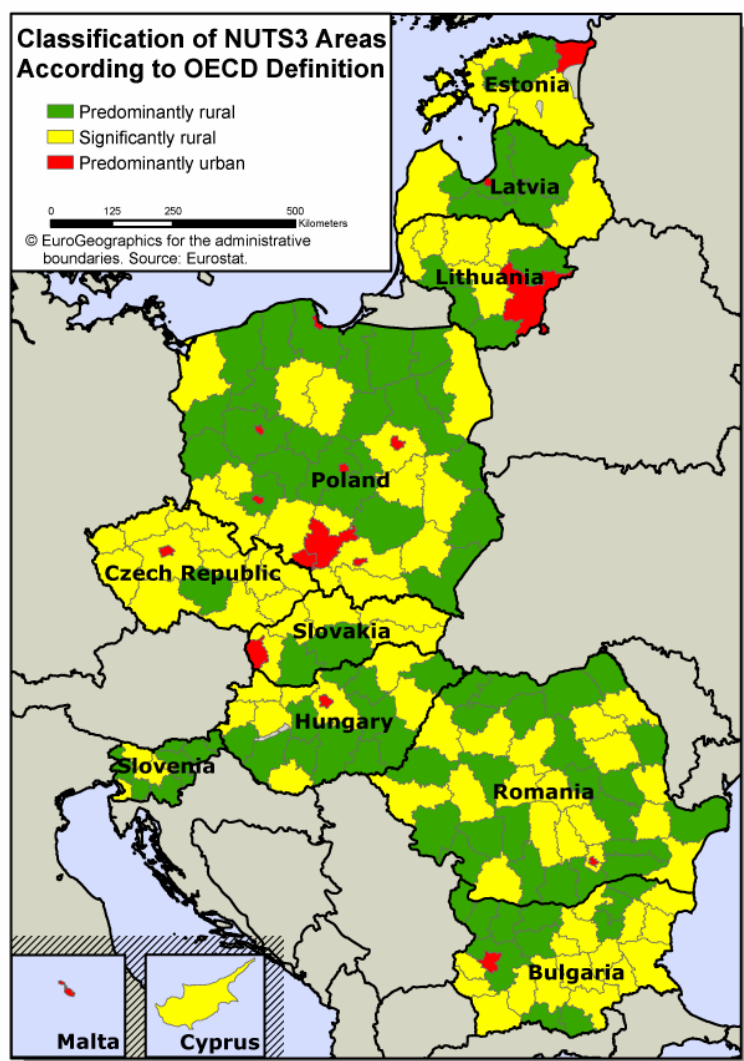 Classification of NUTS3 Areas
According to OECD Definition
Predominantly rural
Significantly rural
Predominantly urban
0 125 250 500
Kilometers
© EuroGeographics for the administrative
boundaries. Source: Eurostat.
Estonia
Latvia
Lithuania
Poland
Czech Republic
Slovakia
Hungary
Slovenia
Romania
Bulgaria
Malta
Cyprus